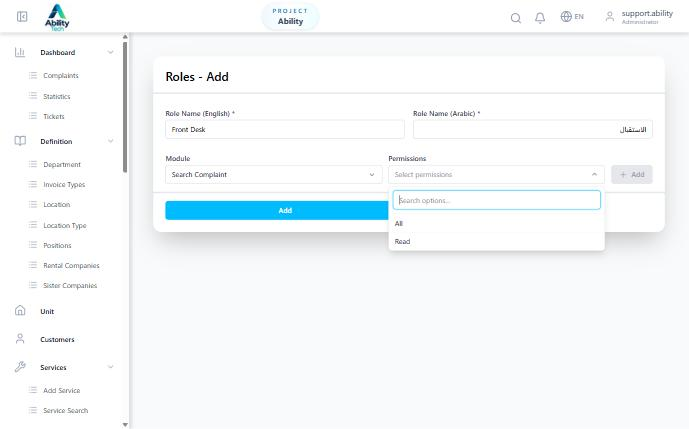 Ability
Tech
PROJECT
Ability
EN
support.ability
Administrator
Dashboard
Complaints
Statistics
Tickets
Definition
Department
Invoice Types
Location
Location Type
Positions
Rental Companies
Sister Companies
Unit
Customers
Services
Add Service
Service Search
Roles - Add
Role Name (English) *
Role Name (Arabic) *
Front Desk
الاستقبال
Module
Permissions
Search Complaint
Select permissions
+ Add
Search options...
Add
All
Read